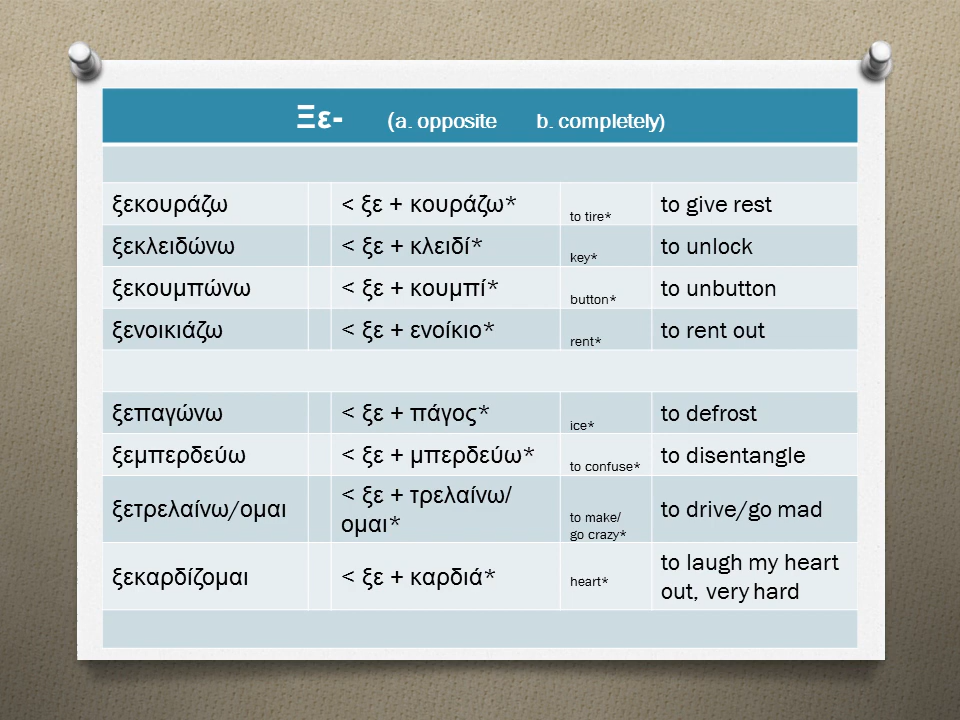 Ξε- (a. opposite b. completely)
ξεκουράζω < ξε + κουράζω* to tire* to give rest
ξεκλειδώνω < ξε + κλειδί* key* to unlock
ξεκουμπώνω < ξε + κουμπί* button* to unbutton
ξενοικιάζω < ξε + ενοίκιο* rent* to rent out
ξεπαγώνω < ξε + πάγος* ice* to defrost
ξεμπερδεύω < ξε + μπερδεύω* to confuse* to disentangle
ξετρελαίνω/ομαι < ξε + τρελαίνω/
ομαι* to make/
go crazy* to drive/go mad
ξεκαρδίζομαι < ξε + καρδιά* heart* to laugh my heart
out, very hard